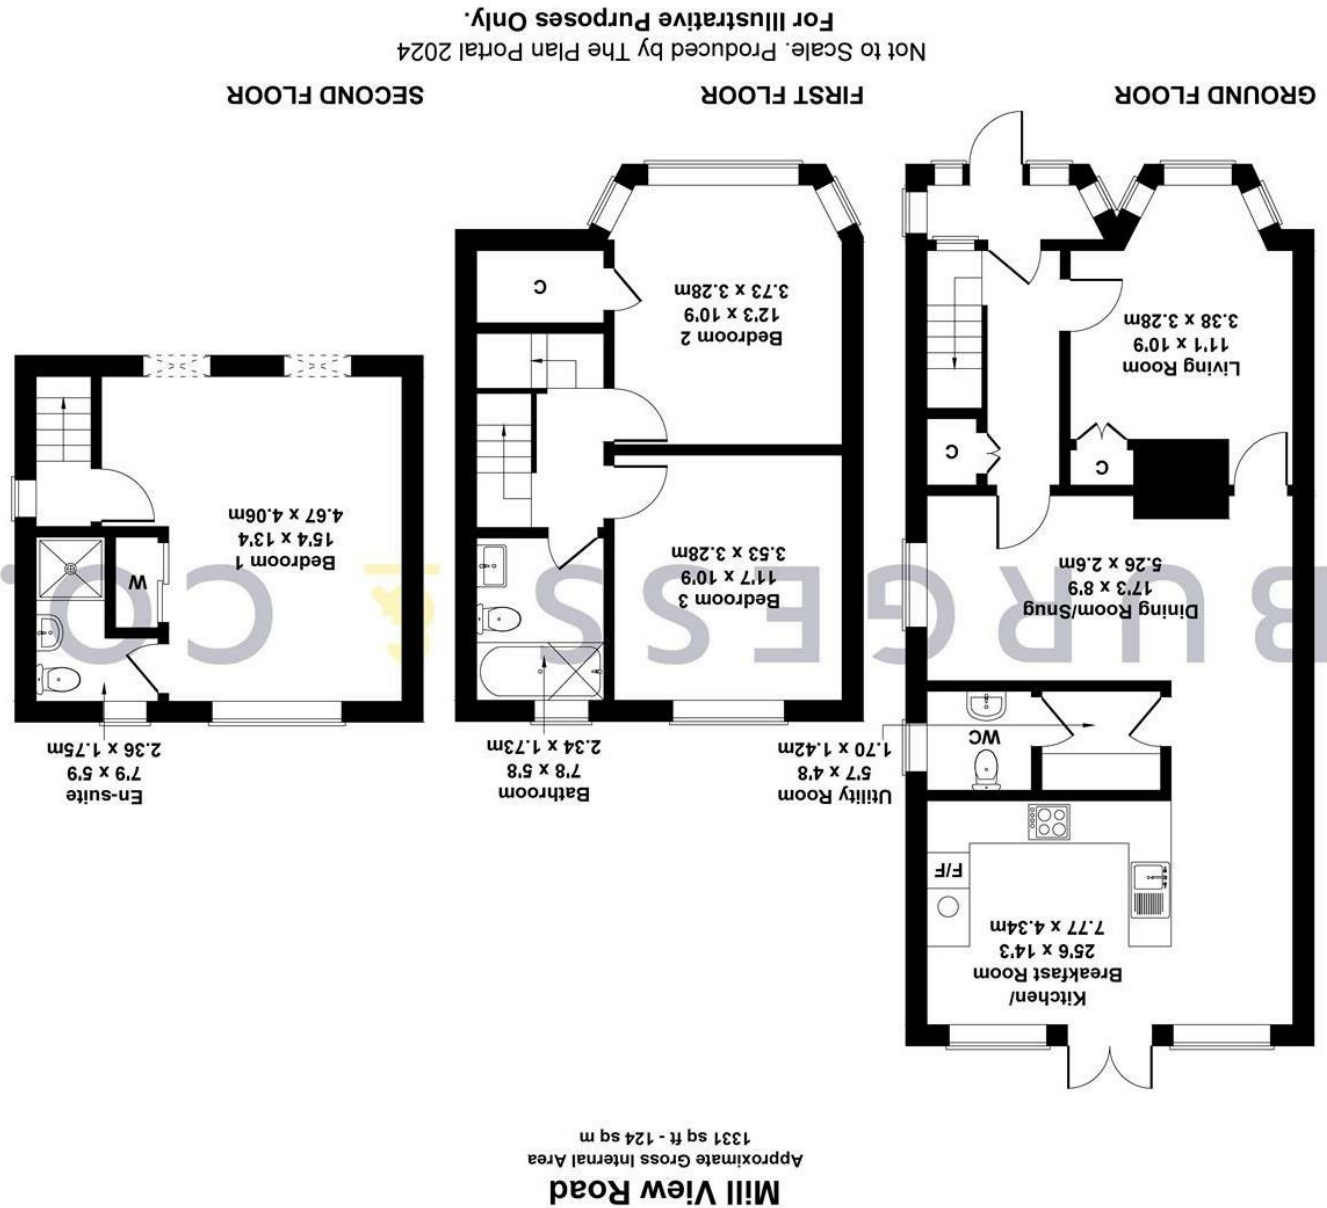 Mill View Road
Approximate Gross Internal Area
1331 sq ft - 124 sq m
Kitchen/
Breakfast Room
25'6 x 14'3
7.77 x 4.34m
F/F
WC
Utility Room
5'7 x 4'8
1.70 x 1.42m
Dining Room/Snug
17'3 x 8'9
5.26 x 2.6m
C
C
Living Room
11'1 x 10'9
3.38 x 3.28m
GROUND FLOOR
Bathroom
7'8 x 5'8
2.34 x 1.73m
Bedroom 3
11'7 x 10'9
3.53 x 3.28m
Bedroom 2
12'3 x 10'9
3.73 x 3.28m
C
FIRST FLOOR
En-suite
7'9 x 5'9
2.36 x 1.75m
W
Bedroom 1
15'4 x 13'4
4.67 x 4.06m
SECOND FLOOR
BURGESS & CO.
Not to Scale. Produced by The Plan Portal 2024
For Illustrative Purposes Only.